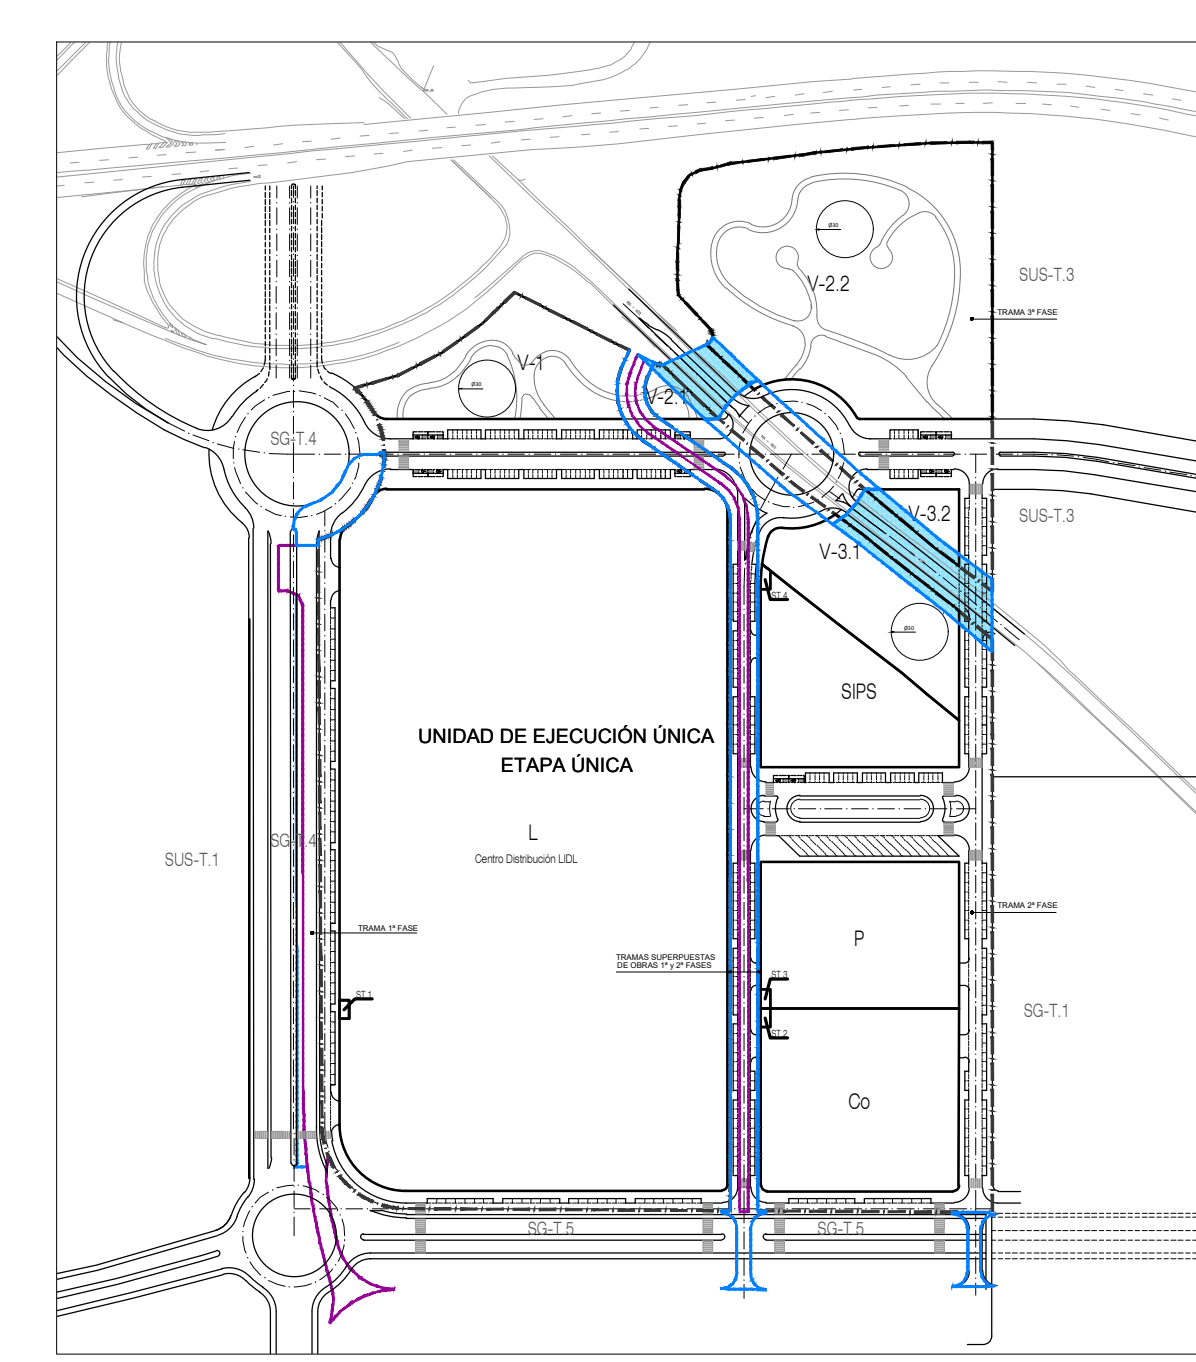 Ø30
SUS-T.3
V-2.2
TRAMA 3ª FASE
V-1
Ø30
V-2.1
SG-T.4
V-3.2
SUS-T.3
V-3.1
ST.4
Ø30
SIPS
UNIDAD DE EJECUCIÓN ÚNICA
ETAPA ÚNICA
L
SG-T.4
SUS-T.1
Centro Distribución LIDL
TRAMA 2ª FASE
TRAMA 1ª FASE
P
TRAMAS SUPERPUESTAS
DE OBRAS 1ª y 2ª FASES
ST.3
ST.1
SG-T.1
ST.2
Co
SG-T.5
SG-T.5